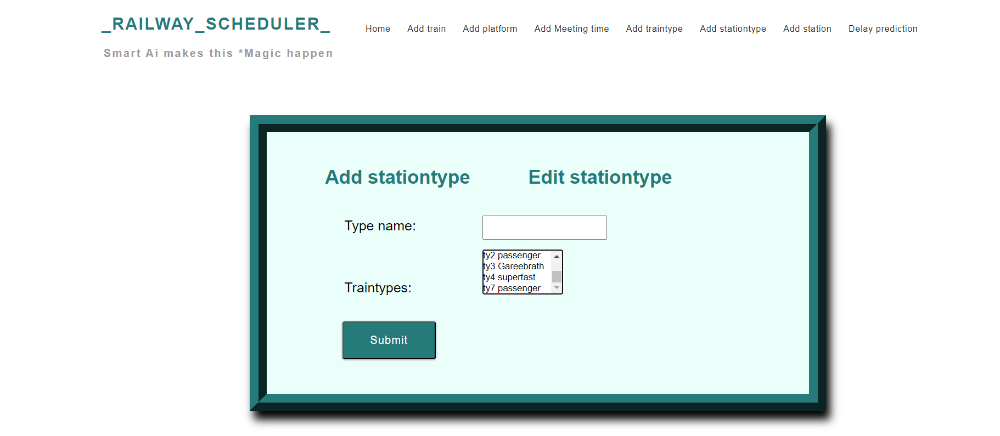 _RAILWAY_SCHEDULER_
Home Add train Add platform Add Meeting time Add traintype Add stationtype Add station Delay prediction
Smart Ai makes this *Magic happen
Add stationtype Edit stationtype
Type name:
ty2 passenger
ty3 Gareebrath
ty4 superfast
ty7 passenger
Traintypes:
Submit